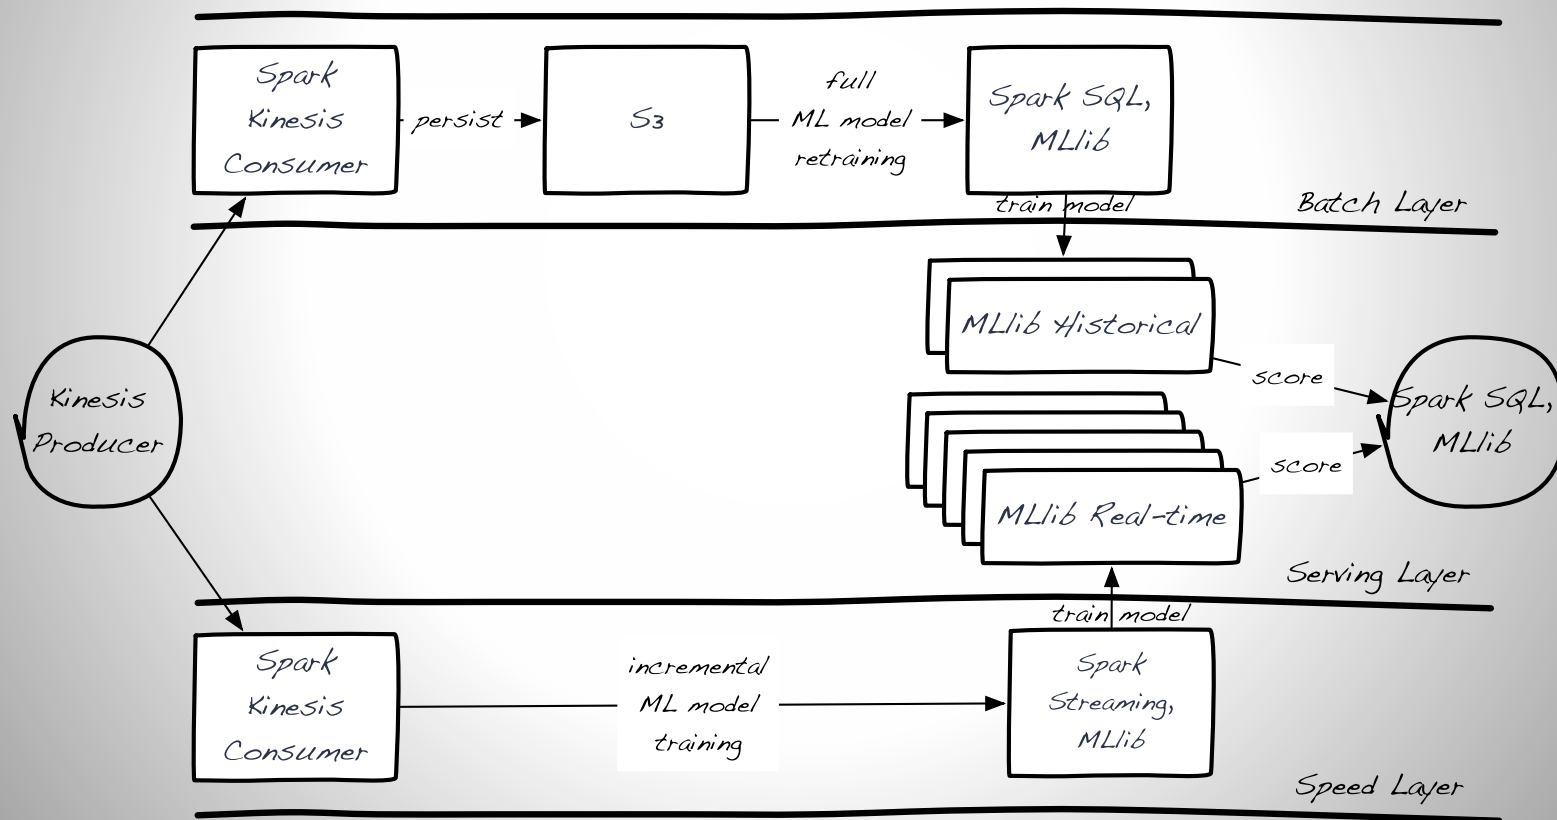 Spark
Kinesis
Consumer
persist
S3
full
ML model
retraining
Spark SQL,
MLlib
train model
Batch Layer
MLlib Historical
score
Kinesis
Producer
Spark SQL,
MLlib
score
MLlib Real-time
Serving Layer
train model
Spark
Kinesis
Consumer
incremental
ML model
training
Spark
Streaming,
MLlib
Speed Layer